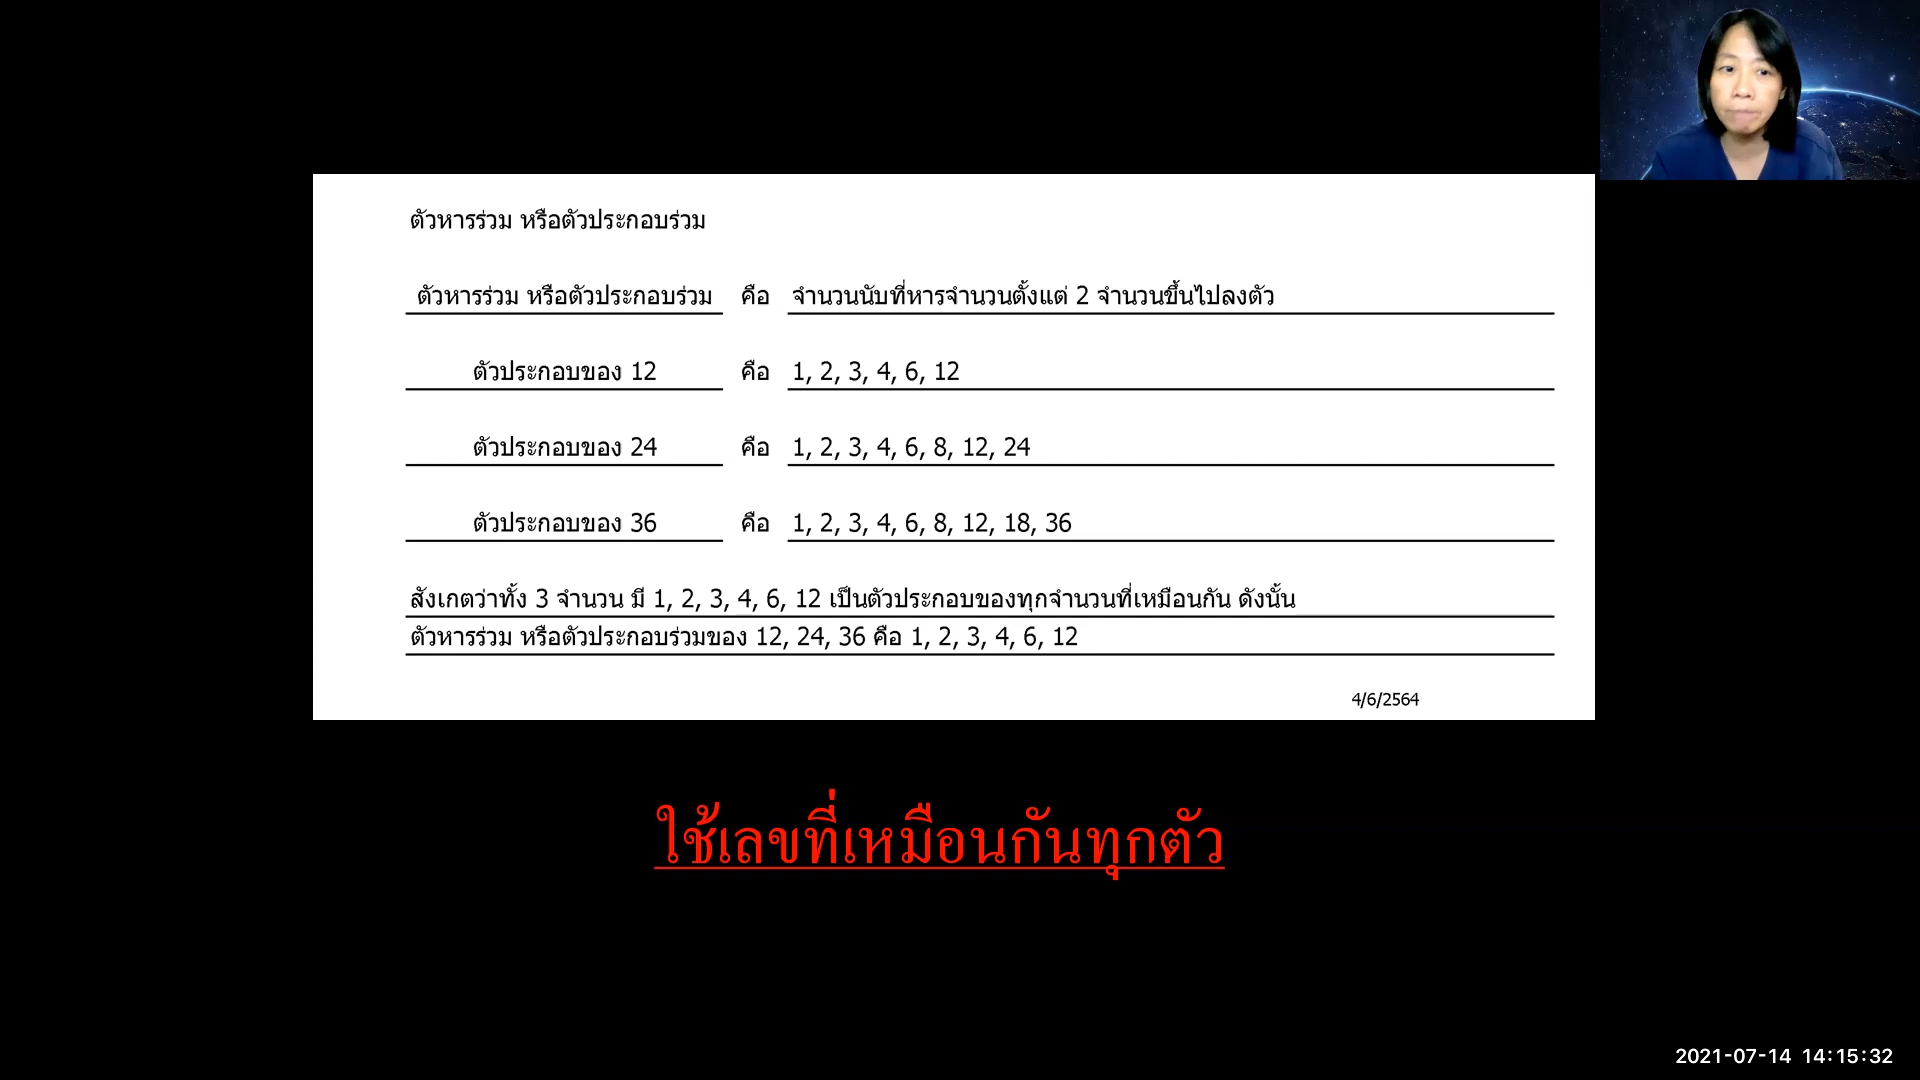 ตัวหารร่วม หรือตัวประกอบร่วม
ตัวหารร่วม หรือตัวประกอบร่วม คือ จำนวนนับที่หารจำนวนตั้งแต่ 2 จำนวนขึ้นไปลงตัว
ตัวประกอบของ 12 คือ 1, 2, 3, 4, 6, 12
ตัวประกอบของ 24 คือ 1, 2, 3, 4, 6, 8, 12, 24
ตัวประกอบของ 36 คือ 1, 2, 3, 4, 6, 8, 12, 18, 36
สังเกตว่าทั้ง 3 จำนวน มี 1, 2, 3, 4, 6, 12 เป็นตัวประกอบของทุกจำนวนที่เหมือนกัน ดังนั้น
ตัวหารร่วม หรือตัวประกอบร่วมของ 12, 24, 36 คือ 1, 2, 3, 4, 6, 12
4/6/2564
ใช้เลขที่เหมือนกันทุกตัว
2021-07-14 14:15:32